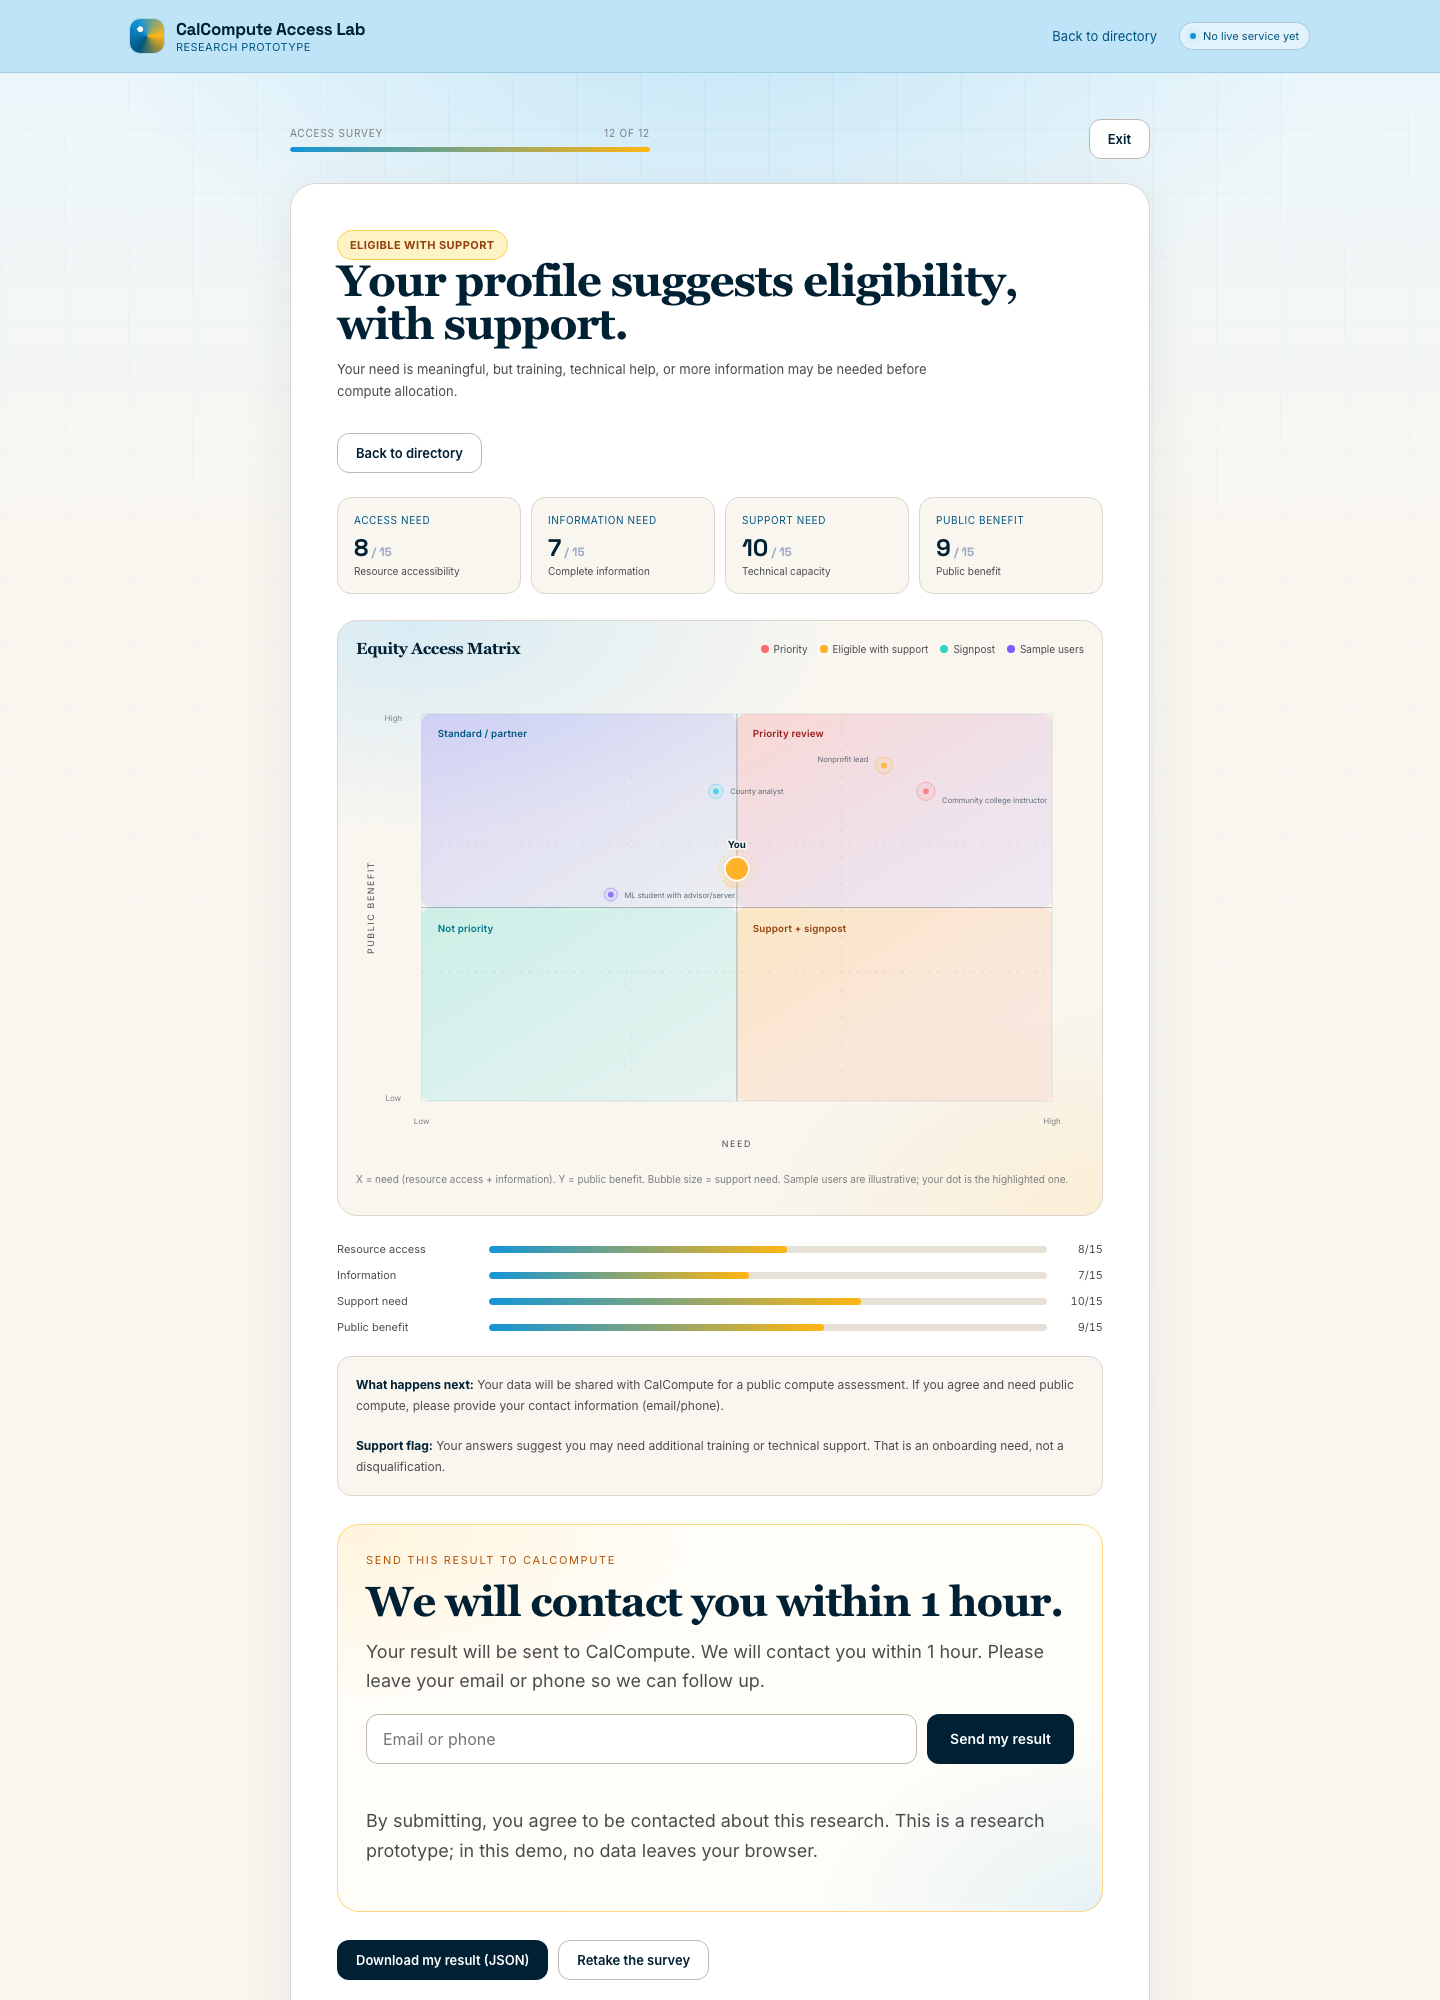 CalCompute Access Lab
RESEARCH PROTOTYPE
Back to directory
No live service yet
ACCESS SURVEY
12 OF 12
Exit
ELIGIBLE WITH SUPPORT
Your profile suggests eligibility,
with support.
Your need is meaningful, but training, technical help, or more information may be needed before
compute allocation.
Back to directory
ACCESS NEED
8 / 15
Resource accessibility
INFORMATION NEED
7 / 15
Complete information
SUPPORT NEED
10 / 15
Technical capacity
PUBLIC BENEFIT
9 / 15
Public benefit
Equity Access Matrix
Priority
Eligible with support
Signpost
Sample users
High
Standard / partner
Priority review
Nonprofit lead
County analyst
Community college instructor
You
ML student with advisor/server
PUBLIC BENEFIT
Not priority
Support + signpost
Low
Low
High
NEED
X = need (resource access + information). Y = public benefit. Bubble size = support need. Sample users are illustrative; your dot is the highlighted one.
Resource access
8/15
Information
7/15
Support need
10/15
Public benefit
9/15
What happens next: Your data will be shared with CalCompute for a public compute assessment. If you agree and need public
compute, please provide your contact information (email/phone).
Support flag: Your answers suggest you may need additional training or technical support. That is an onboarding need, not a
disqualification.
SEND THIS RESULT TO CALCOMPUTE
We will contact you within 1 hour.
Your result will be sent to CalCompute. We will contact you within 1 hour. Please
leave your email or phone so we can follow up.
Email or phone
Send my result
By submitting, you agree to be contacted about this research. This is a research
prototype; in this demo, no data leaves your browser.
Download my result (JSON)
Retake the survey